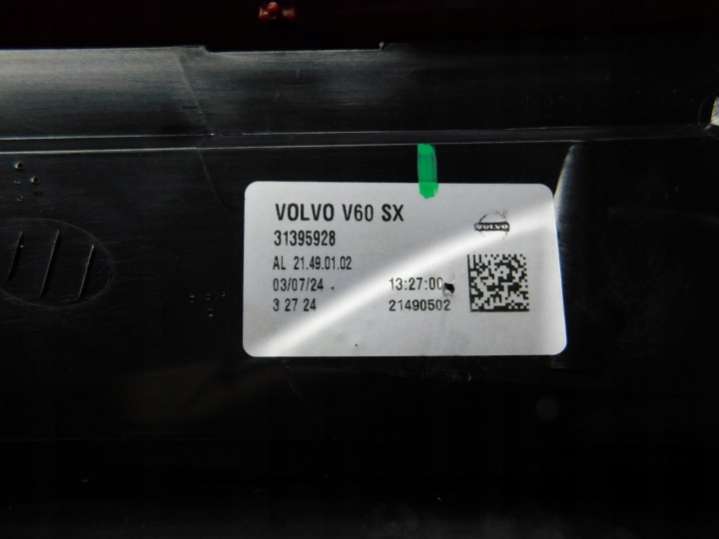 VOLVO V60 SX
VOLVO
31395928
AL 21.49.01.02
03/07/24 13:27:00
3 27 24 21490502